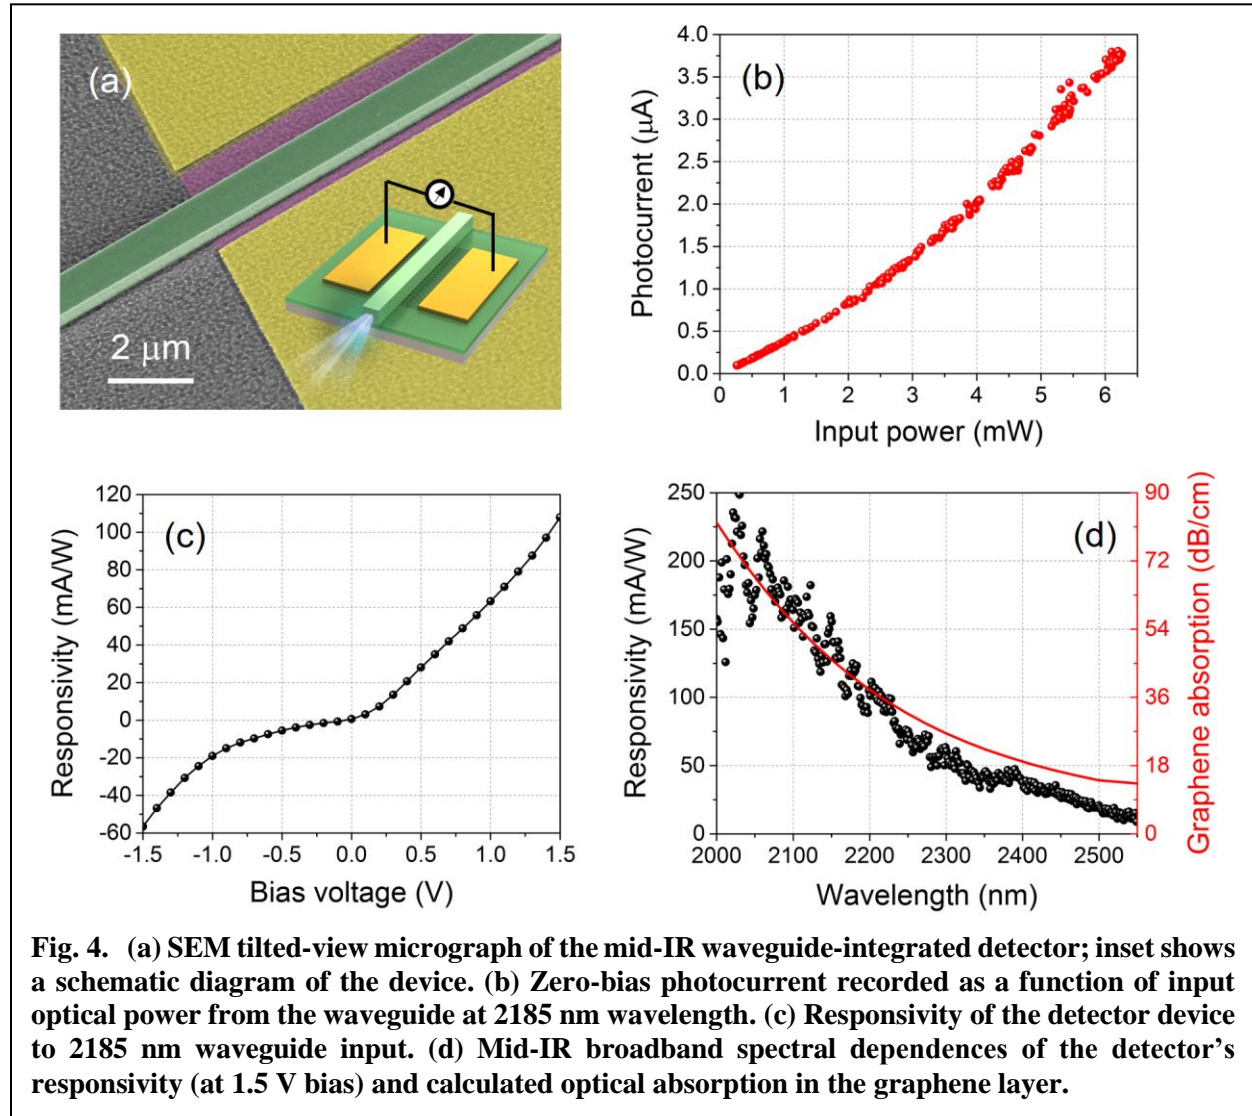 (a)
2 μm
(b)
4.0
3.5
3.0
2.5
2.0
1.5
1.0
0.5
0.0
Photocurrent (μA)
0 1 2 3 4 5 6
Input power (mW)
(c)
120
100
80
60
40
20
0
-20
-40
-60
Responsivity (mA/W)
-1.5 -1.0 -0.5 0.0 0.5 1.0 1.5
Bias voltage (V)
(d)
250
200
150
100
50
0
Responsivity (mA/W)
90
72
54
36
18
0
Graphene absorption (dB/cm)
2000 2100 2200 2300 2400 2500
Wavelength (nm)
Fig. 4. (a) SEM tilted-view micrograph of the mid-IR waveguide-integrated detector; inset shows
a schematic diagram of the device. (b) Zero-bias photocurrent recorded as a function of input
optical power from the waveguide at 2185 nm wavelength. (c) Responsivity of the detector device
to 2185 nm waveguide input. (d) Mid-IR broadband spectral dependences of the detector's
responsivity (at 1.5 V bias) and calculated optical absorption in the graphene layer.